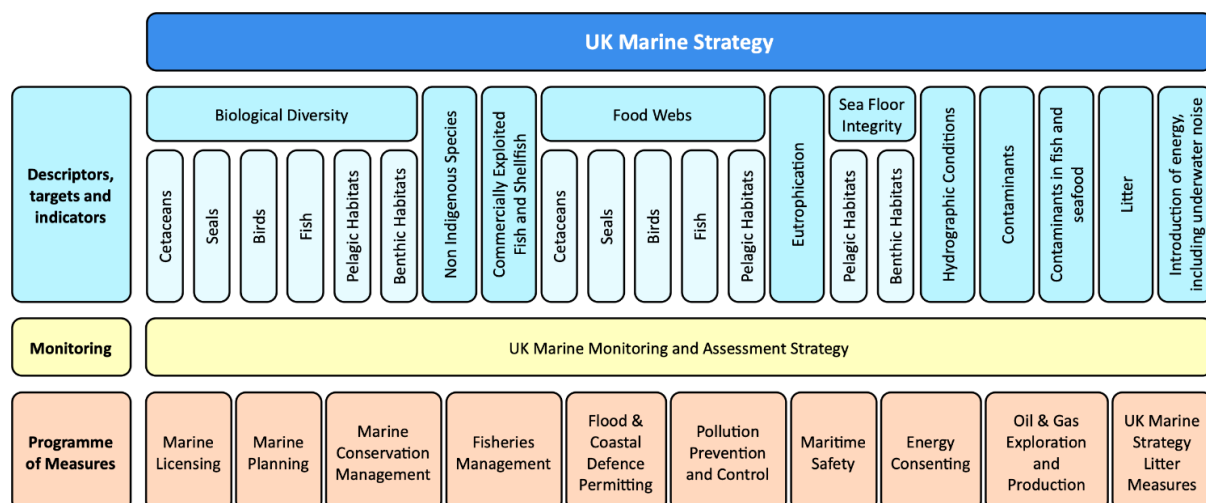 UK Marine Strategy
Descriptors,
targets and
indicators
Biological Diversity
Cetaceans
Seals
Birds
Fish
Pelagic Habitats
Benthic Habitats
Non Indigenous Species
Commercially Exploited
Fish and Shellfish
Food Webs
Cetaceans
Seals
Birds
Fish
Pelagic Habitats
Eutrophication
Sea Floor
Integrity
Pelagic Habitats
Benthic Habitats
Hydrographic Conditions
Contaminants
Contaminants in fish and
seafood
Litter
Introduction of energy,
including underwater noise
Monitoring
UK Marine Monitoring and Assessment Strategy
Programme
of Measures
Marine
Licensing
Marine
Planning
Marine
Conservation
Management
Fisheries
Management
Flood &
Coastal
Defence
Permitting
Pollution
Prevention
and Control
Maritime
Safety
Energy
Consenting
Oil & Gas
Exploration
and
Production
UK Marine
Strategy
Litter
Measures